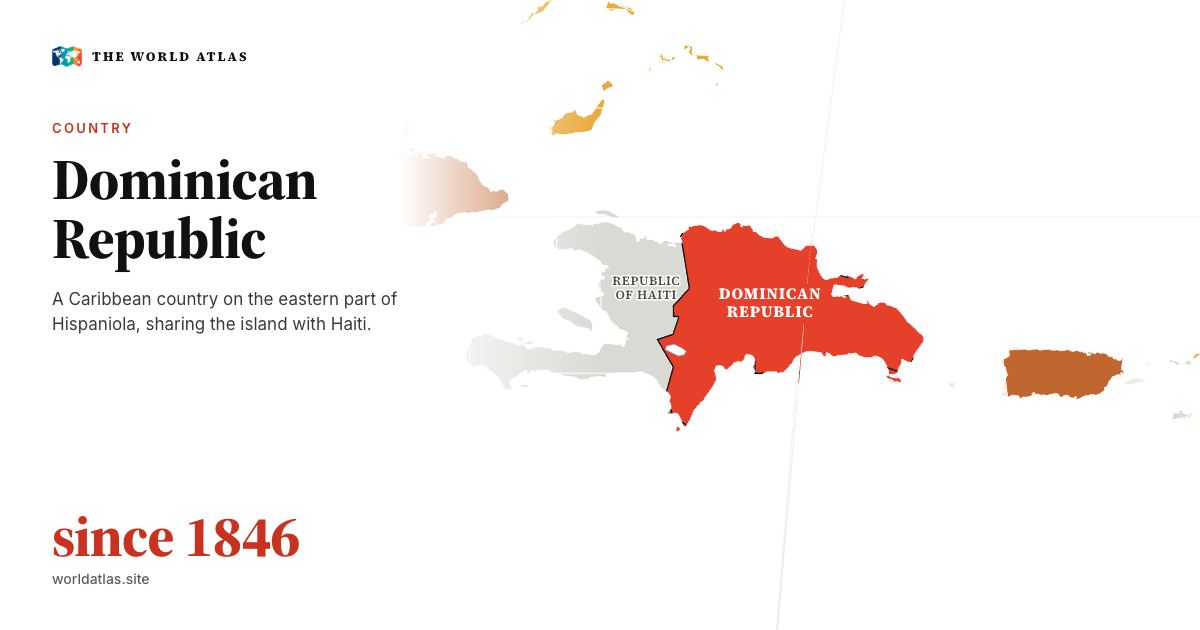 THE WORLD ATLAS
COUNTRY
Dominican
Republic
A Caribbean country on the eastern part of
Hispaniola, sharing the island with Haiti.
REPUBLIC
OF HAITI
DOMINICAN
REPUBLIC
since 1846
worldatlas.site